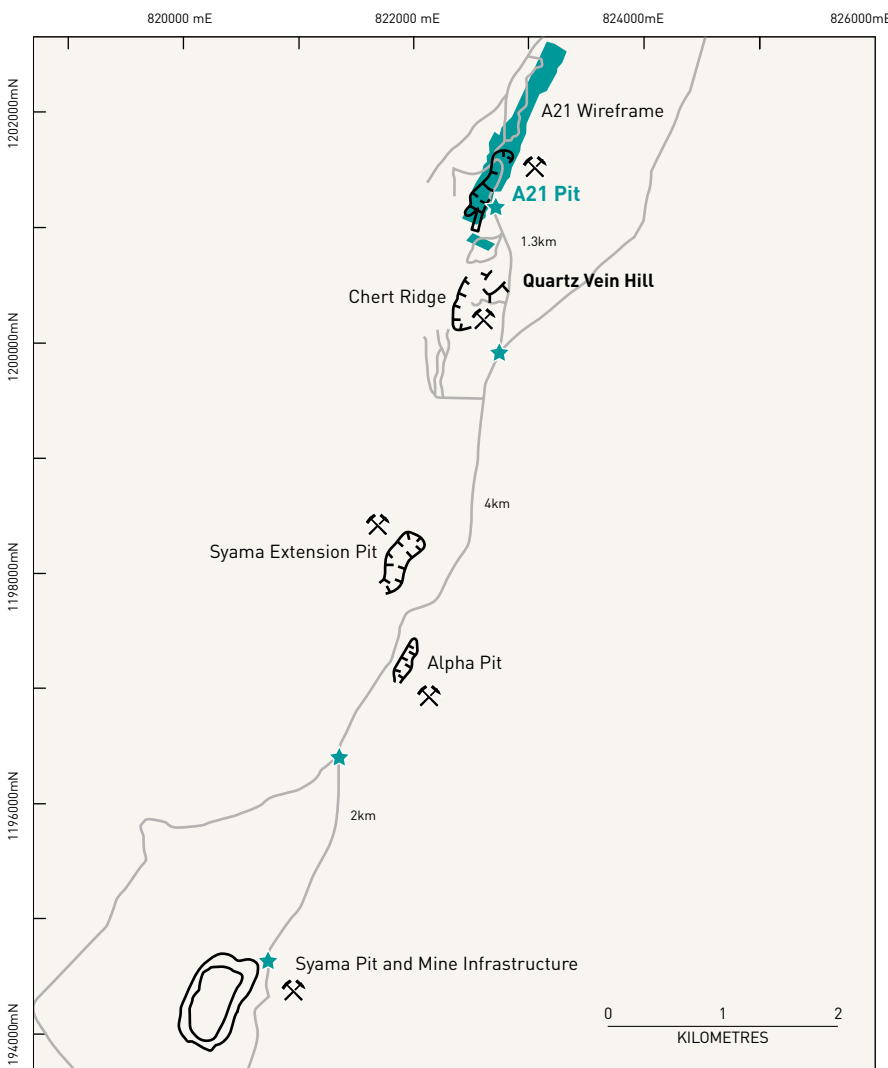 820000 mE
822000 mE
824000mE
826000mE
1202000mN
A21 Wireframe
A21 Pit
1.3km
Quartz Vein Hill
Chert Ridge
1200000mN
4km
Syama Extension Pit
1198000mN
Alpha Pit
1196000mN
2km
Syama Pit and Mine Infrastructure
194000mN
0 1 2
KILOMETRES